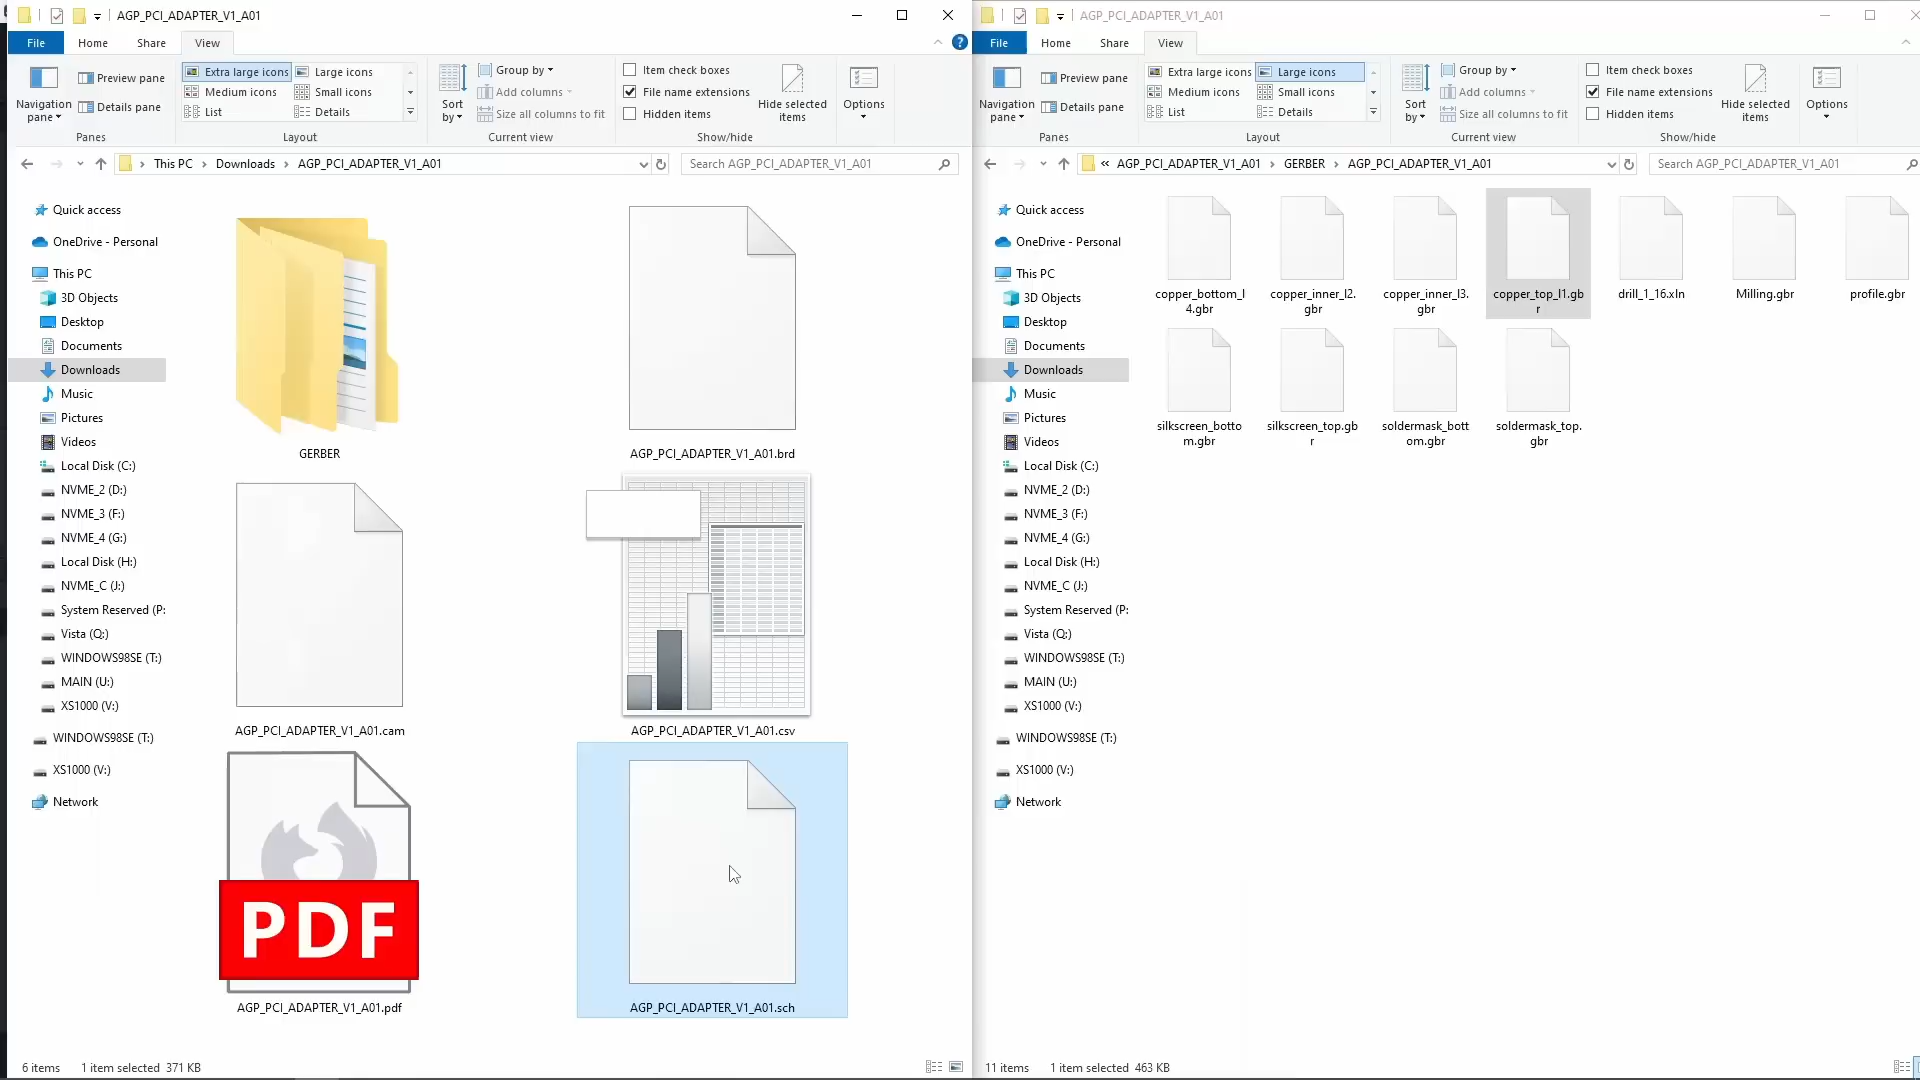 AGP_PCI_ADAPTER_V1_A01
File Home Share View
Navigation pane
Preview pane
Details pane
Panes
Extra large icons Large icons
Medium icons Small icons
List Details
Layout
Sort by
Group by
Add columns
Size all columns to fit
Current view
Item check boxes
File name extensions
Hidden items
Hide selected items
Show/hide
Options
This PC > Downloads > AGP_PCI_ADAPTER_V1_A01
Search AGP_PCI_ADAPTER_V1_A01
Quick access
OneDrive - Personal
This PC
3D Objects
Desktop
Documents
Downloads
Music
Pictures
Videos
Local Disk (C:)
NVME_2 (D:)
NVME_3 (F:)
NVME_4 (G:)
Local Disk (H:)
NVME_C (J:)
System Reserved (P:
Vista (Q:)
WINDOWS98SE (T:)
MAIN (U:)
XS1000 (V:)
WINDOWS98SE (T:)
XS1000 (V:)
Network
GERBER
AGP_PCI_ADAPTER_V1_A01.brd
AGP_PCI_ADAPTER_V1_A01.cam
AGP_PCI_ADAPTER_V1_A01.csv
PDF
AGP_PCI_ADAPTER_V1_A01.pdf
AGP_PCI_ADAPTER_V1_A01.sch
6 items 1 item selected 371 KB
AGP_PCI_ADAPTER_V1_A01
File Home Share View
Navigation pane
Preview pane
Details pane
Panes
Extra large icons Large icons
Medium icons Small icons
List Details
Layout
Sort by
Group by
Add columns
Size all columns to fit
Current view
Item check boxes
File name extensions
Hidden items
Hide selected items
Show/hide
Options
« AGP_PCI_ADAPTER_V1_A01 > GERBER > AGP_PCI_ADAPTER_V1_A01
Search AGP_PCI_ADAPTER_V1_A01
Quick access
OneDrive - Personal
This PC
3D Objects
Desktop
Documents
Downloads
Music
Pictures
Videos
Local Disk (C:)
NVME_2 (D:)
NVME_3 (F:)
NVME_4 (G:)
Local Disk (H:)
NVME_C (J:)
System Reserved (P:
Vista (Q:)
WINDOWS98SE (T:)
MAIN (U:)
XS1000 (V:)
WINDOWS98SE (T:)
XS1000 (V:)
Network
copper_bottom_l
4.gbr
copper_inner_l2.
gbr
copper_inner_l3.
gbr
copper_top_l1.gb
r
drill_1_16.xln
Milling.gbr
profile.gbr
silkscreen_botto
m.gbr
silkscreen_top.gb
r
soldermask_bott
om.gbr
soldermask_top.
gbr
11 items 1 item selected 463 KB